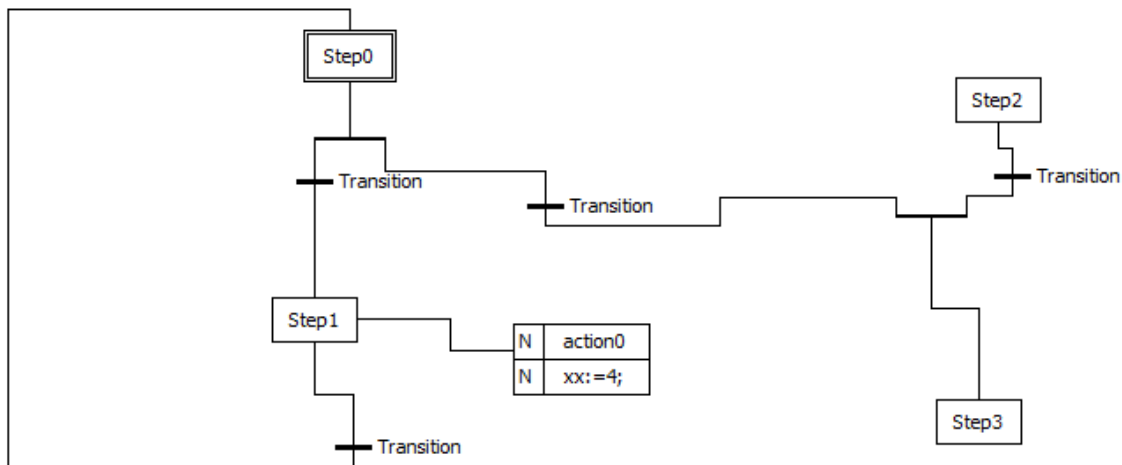 Step0
Step2
Transition
Transition
Transition
Step1
N action0
N xx:=4;
Step3
Transition